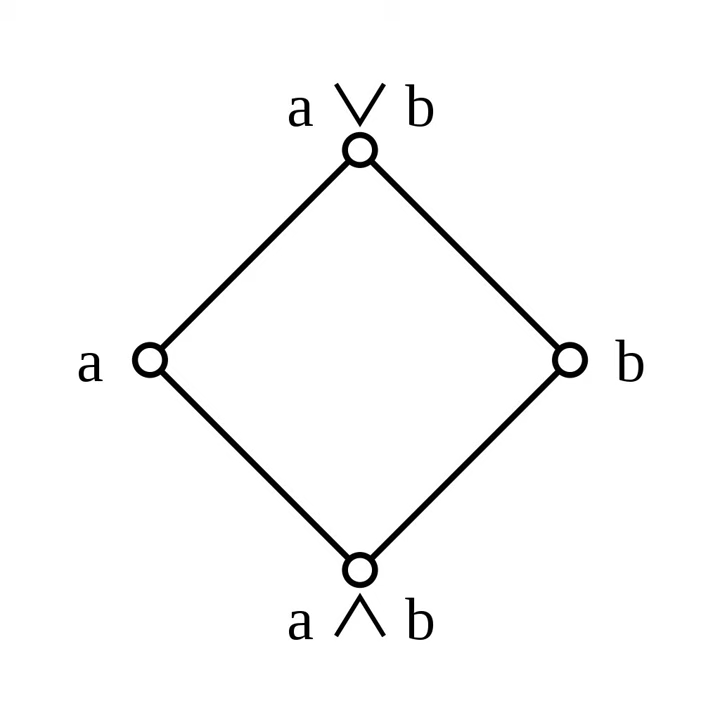 a ∨ b
a
b
a ∧ b